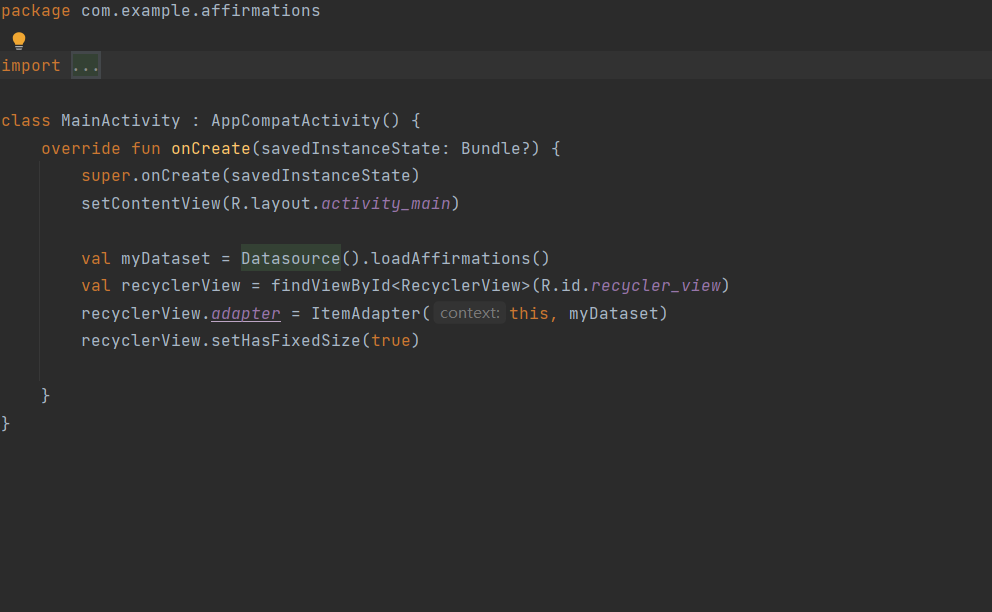 package com.example.affirmations
import ...
class MainActivity : AppCompatActivity() {
override fun onCreate(savedInstanceState: Bundle?) {
super.onCreate(savedInstanceState)
setContentView(R.layout.activity_main)
val myDataset = Datasource().loadAffirmations()
val recyclerView = findViewById<RecyclerView>(R.id.recycler_view)
recyclerView.adapter = ItemAdapter( context: this, myDataset)
recyclerView.setHasFixedSize(true)
}
}